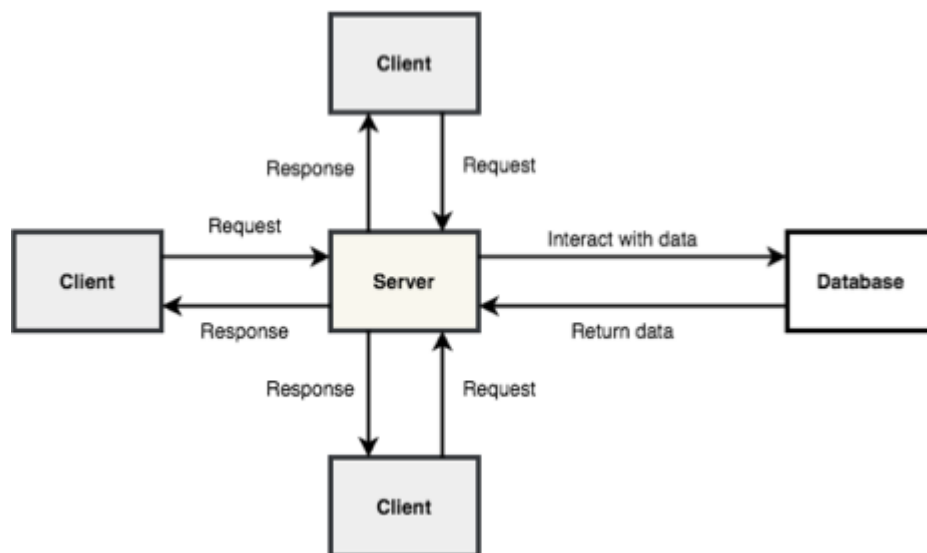 Client
Response
Request
Request
Interact with data
Client
Server
Database
Response
Return data
Response
Request
Client